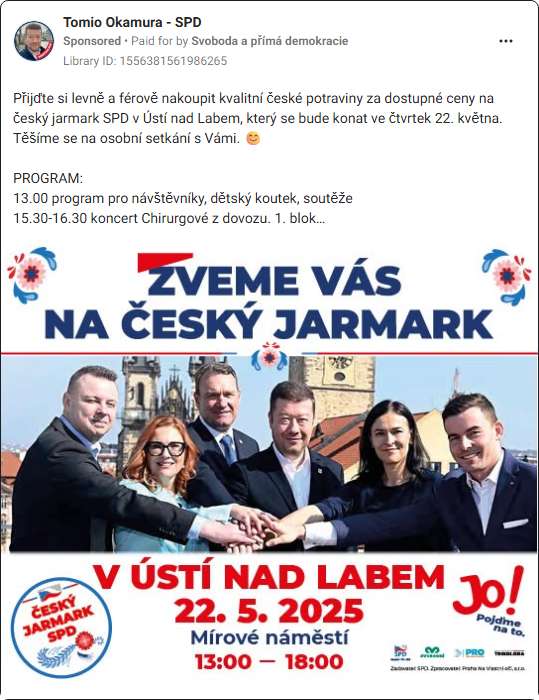 Tomio Okamura - SPD
Sponsored • Paid for by Svoboda a přímá demokracie
Library ID: 1556381561986265
Přijďte si levně a férově nakoupit kvalitní české potraviny za dostupné ceny na
český jarmark SPD v Ústí nad Labem, který se bude konat ve čtvrtek 22. května.
Těšíme se na osobní setkání s Vámi. 😊
PROGRAM:
13.00 program pro návštěvníky, dětský koutek, soutěže
15.30-16.30 koncert Chirurgové z dovozu. 1. blok...
ZVEME VÁS
NA ČESKÝ JARMARK
V ÚSTÍ NAD LABEM
22. 5. 2025
Mírové náměstí
13:00 – 18:00
ČESKÝ
JARMARK
SPD
Jo!
Pojďme
na to.
SPD
PRO
TRIKOLORA
Zadavatel: SPD, Zpracovatel: Praha Na Vlastní oči, z.s.